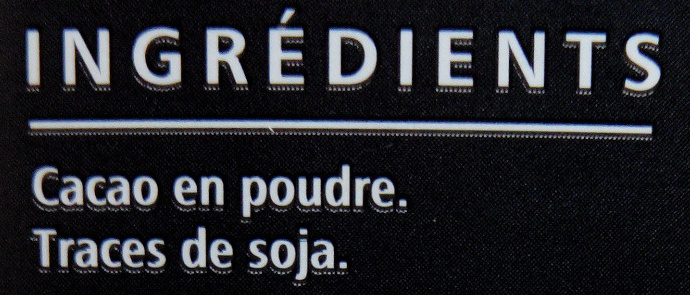 INGRÉDIENTS
Cacao en poudre.
Traces de soja.